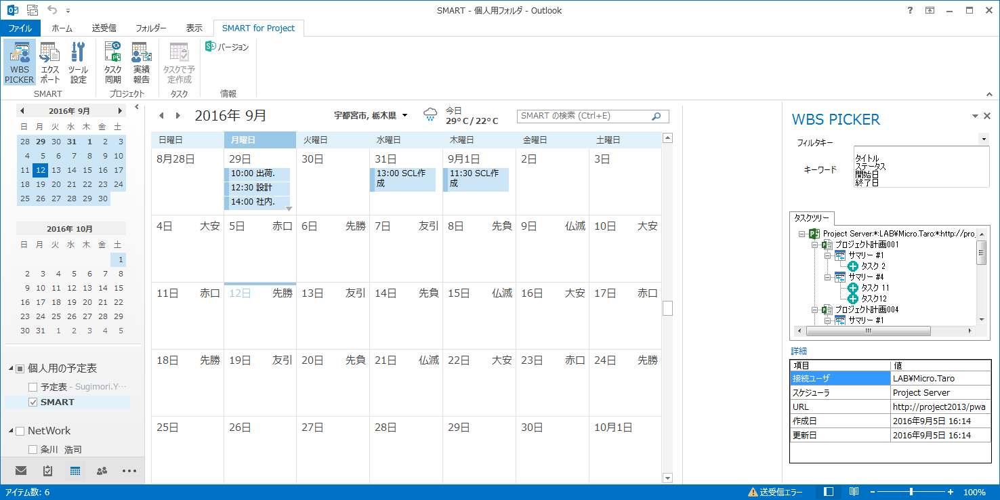 SMART - 個人用フォルダ - Outlook
ファイル ホーム 送受信 フォルダー 表示 SMART for Project
WBS PICKER
エクスポート
ツール設定
タスク同期
実績報告
タスクで予定作成
バージョン
SMART プロジェクト タスク 情報
2016年 9月
日 月 火 水 木 金 土
28 29 30 31 1 2 3
4 5 6 7 8 9 10
11 12 13 14 15 16 17
18 19 20 21 22 23 24
25 26 27 28 29 30
2016年 10月
日 月 火 水 木 金 土
1
2 3 4 5 6 7 8
9 10 11 12 13 14 15
16 17 18 19 20 21 22
23 24 25 26 27 28 29
30 31 1 2 3 4 5
個人用の予定表
予定表 - Sugimori.Y…
SMART
NetWork
粂川 浩司
2016年 9月
宇都宮市, 栃木県
今日
29° C / 22° C
SMART の検索 (Ctrl+E)
日曜日 月曜日 火曜日 水曜日 木曜日 金曜日 土曜日
8月28日 29日 30日 31日 9月1日 2日 3日
10:00 出荷.
12:30 設計
14:00 社内.
13:00 SCL作
成
11:30 SCL作
成
4日 大安 5日 赤口 6日 先勝 7日 友引 8日 先負 9日 仏滅 10日 大安
11日 赤口 12日 先勝 13日 友引 14日 先負 15日 仏滅 16日 大安 17日 赤口
18日 先勝 19日 友引 20日 先負 21日 仏滅 22日 大安 23日 赤口 24日 先勝
25日 26日 27日 28日 29日 30日 10月1日
WBS PICKER
フィルタキー
キーワード
タイトル
ステータス
開始日
終了日
タスクツリー
Project Server:*:LAB¥Micro.Taro:*:http://proj
プロジェクト計画001
サマリー #1
タスク 2
サマリー #4
タスク 11
タスク12
プロジェクト計画004
サマリー #1
詳細
項目 値
接続ユーザ LAB¥Micro.Taro
スケジューラ Project Server
URL http://project2013/pwa
作成日 2016年9月5日 16:14
更新日 2016年9月5日 16:14
アイテム数: 6
送受信エラー
100%